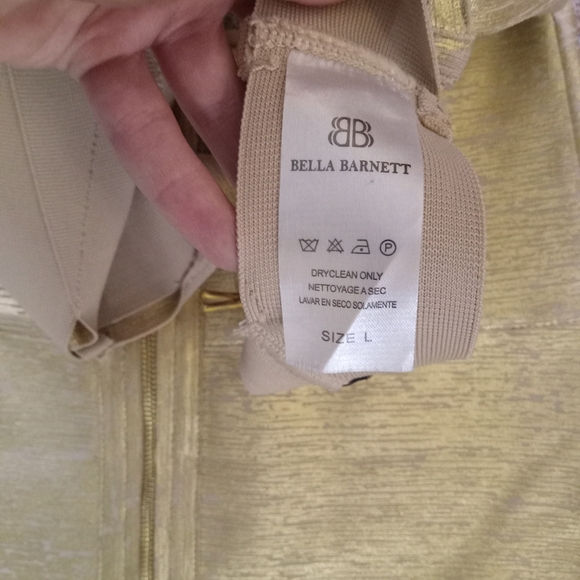 BB
BELLA BARNETT
P
DRYCLEAN ONLY
NETTOYAGE A SEC
LAVAR EN SECO SOLAMENTE
SIZE L